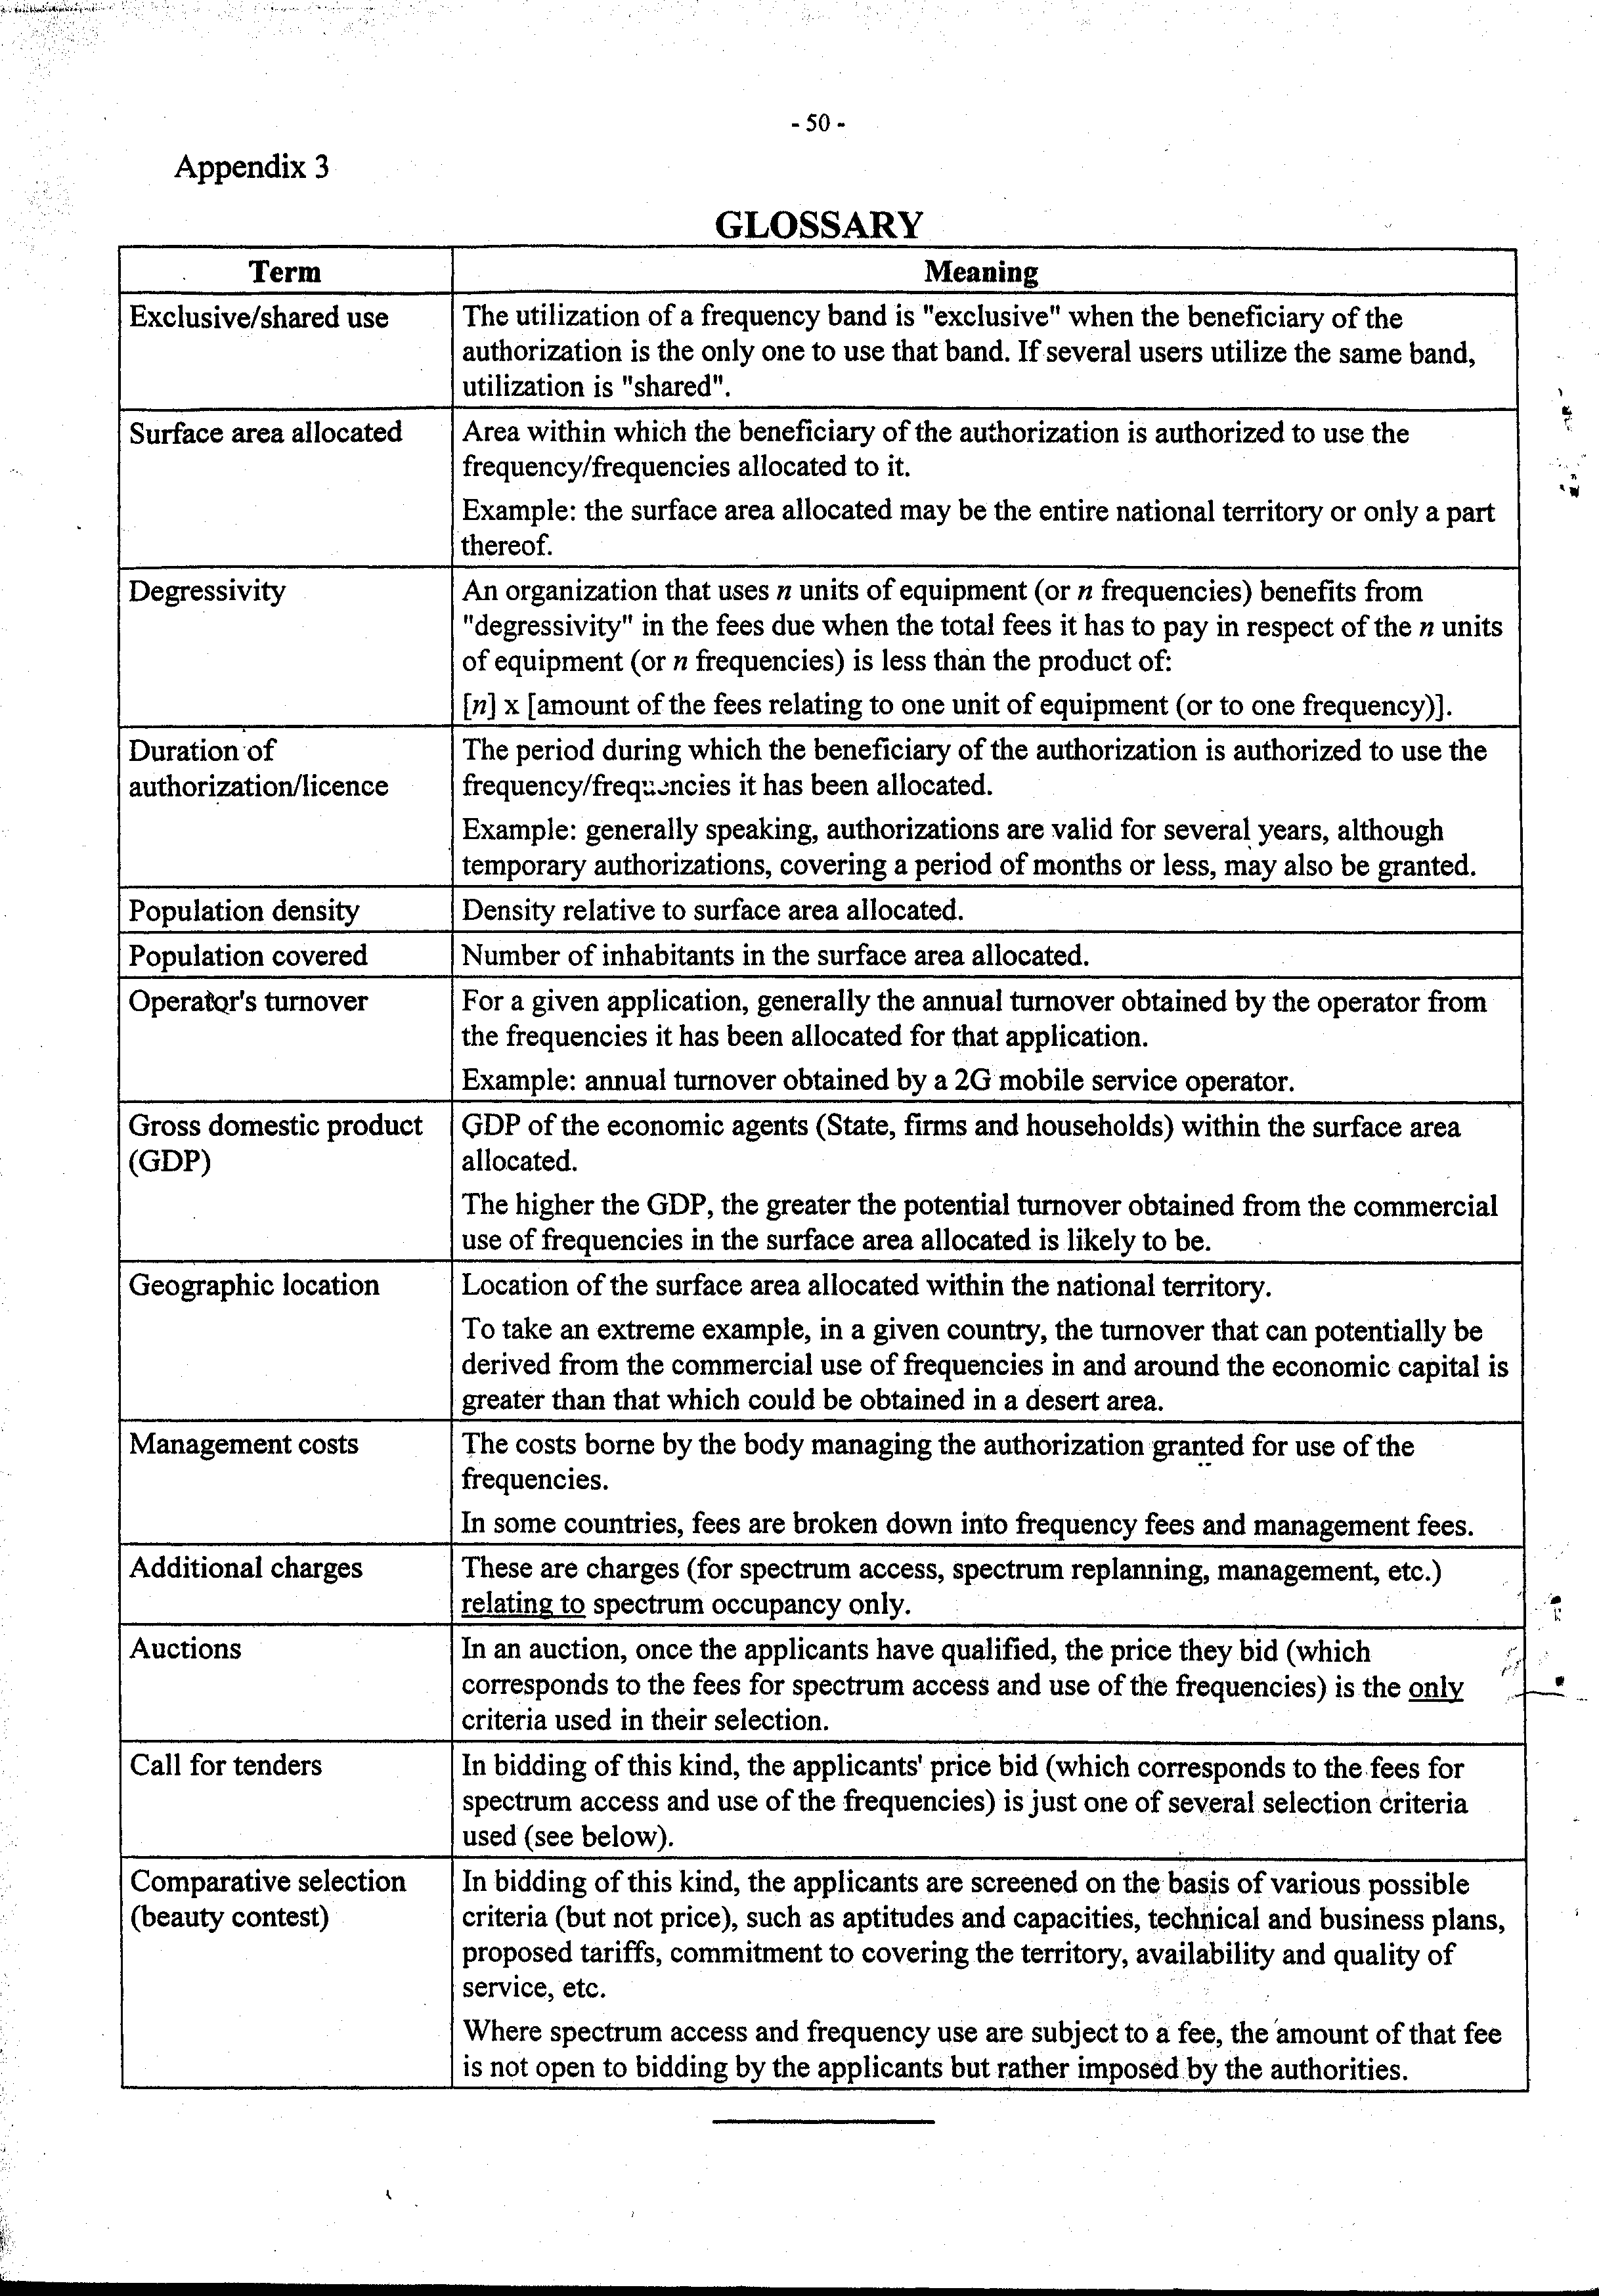 - 50 -
Appendix 3
GLOSSARY
Term
Meaning
Exclusive/shared use
The utilization of a frequency band is "exclusive" when the beneficiary of the
authorization is the only one to use that band. If several users utilize the same band,
utilization is "shared".
Surface area allocated
Area within which the beneficiary of the authorization is authorized to use the
frequency/frequencies allocated to it.
Example: the surface area allocated may be the entire national territory or only a part
thereof.
Degressivity
An organization that uses n units of equipment (or n frequencies) benefits from
"degressivity" in the fees due when the total fees it has to pay in respect of the n units
of equipment (or n frequencies) is less than the product of:
[n] x [amount of the fees relating to one unit of equipment (or to one frequency)].
Duration of
authorization/licence
The period during which the beneficiary of the authorization is authorized to use the
frequency/frequencies it has been allocated.
Example: generally speaking, authorizations are valid for several years, although
temporary authorizations, covering a period of months or less, may also be granted.
Population density
Density relative to surface area allocated.
Population covered
Number of inhabitants in the surface area allocated.
Operator's turnover
For a given application, generally the annual turnover obtained by the operator from
the frequencies it has been allocated for that application.
Example: annual turnover obtained by a 2G mobile service operator.
Gross domestic product
(GDP)
GDP of the economic agents (State, firms and households) within the surface area
allocated.
The higher the GDP, the greater the potential turnover obtained from the commercial
use of frequencies in the surface area allocated is likely to be.
Geographic location
Location of the surface area allocated within the national territory.
To take an extreme example, in a given country, the turnover that can potentially be
derived from the commercial use of frequencies in and around the economic capital is
greater than that which could be obtained in a desert area.
Management costs
The costs borne by the body managing the authorization granted for use of the
frequencies.
In some countries, fees are broken down into frequency fees and management fees.
Additional charges
These are charges (for spectrum access, spectrum replanning, management, etc.)
relating to spectrum occupancy only.
Auctions
In an auction, once the applicants have qualified, the price they bid (which
corresponds to the fees for spectrum access and use of the frequencies) is the only
criteria used in their selection.
Call for tenders
In bidding of this kind, the applicants' price bid (which corresponds to the fees for
spectrum access and use of the frequencies) is just one of several selection criteria
used (see below).
Comparative selection
(beauty contest)
In bidding of this kind, the applicants are screened on the basis of various possible
criteria (but not price), such as aptitudes and capacities, technical and business plans,
proposed tariffs, commitment to covering the territory, availability and quality of
service, etc.
Where spectrum access and frequency use are subject to a fee, the amount of that fee
is not open to bidding by the applicants but rather imposed by the authorities.